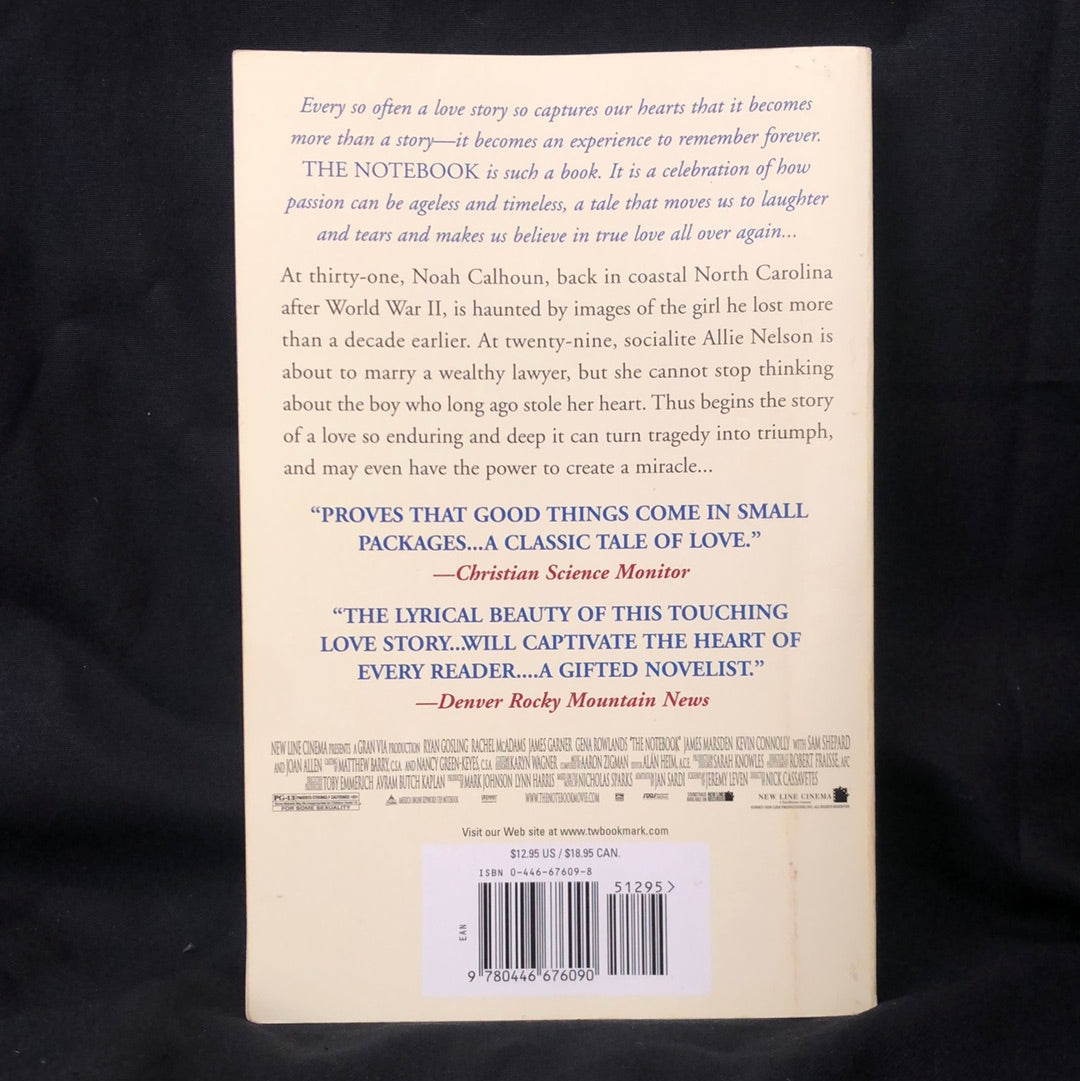 Every so often a love story so captures our hearts that it becomes
more than a story—it becomes an experience to remember forever.
THE NOTEBOOK is such a book. It is a celebration of how
passion can be ageless and timeless, a tale that moves us to laughter
and tears and makes us believe in true love all over again...
At thirty-one, Noah Calhoun, back in coastal North Carolina
after World War II, is haunted by images of the girl he lost more
than a decade earlier. At twenty-nine, socialite Allie Nelson is
about to marry a wealthy lawyer, but she cannot stop thinking
about the boy who long ago stole her heart. Thus begins the story
of a love so enduring and deep it can turn tragedy into triumph,
and may even have the power to create a miracle...
“PROVES THAT GOOD THINGS COME IN SMALL
PACKAGES...A CLASSIC TALE OF LOVE.”
—Christian Science Monitor
“THE LYRICAL BEAUTY OF THIS TOUCHING
LOVE STORY...WILL CAPTIVATE THE HEART OF
EVERY READER....A GIFTED NOVELIST.”
—Denver Rocky Mountain News
NEW LINE CINEMA PRESENTS A GRAN VIA PRODUCTION RYAN GOSLING RACHEL McADAMS JAMES GARNER GENA ROWLANDS "THE NOTEBOOK" JAMES MARSDEN KEVIN CONNOLLY WITH SAM SHEPARD
AND JOAN ALLEN MATTHEW BARRY, C.S.A. AND NANCY GREEN-KEYES, C.S.A. KARYN WAGNER AARON ZIGMAN ALAN HEIM, A.C.E. SARAH KNOWLES ROBERT FRAISSE, AFC
TOBY EMMERICH AVRAM BUTCH KAPLAN MARK JOHNSON LYNN HARRIS NICHOLAS SPARKS JAN SARDI JEREMY LEVEN NICK CASSAVETES
PG-13 PARENTS STRONGLY CAUTIONED
FOR SOME SEXUALITY
AMERICA ONLINE KEYWORD: THE NOTEBOOK
WWW.THENOTEBOOKMOVIE.COM
NEW LINE CINEMA
Visit our Web site at www.twbookmark.com
$12.95 US / $18.95 CAN.
ISBN 0-446-67609-8
51295>
EAN
9 780446 676090